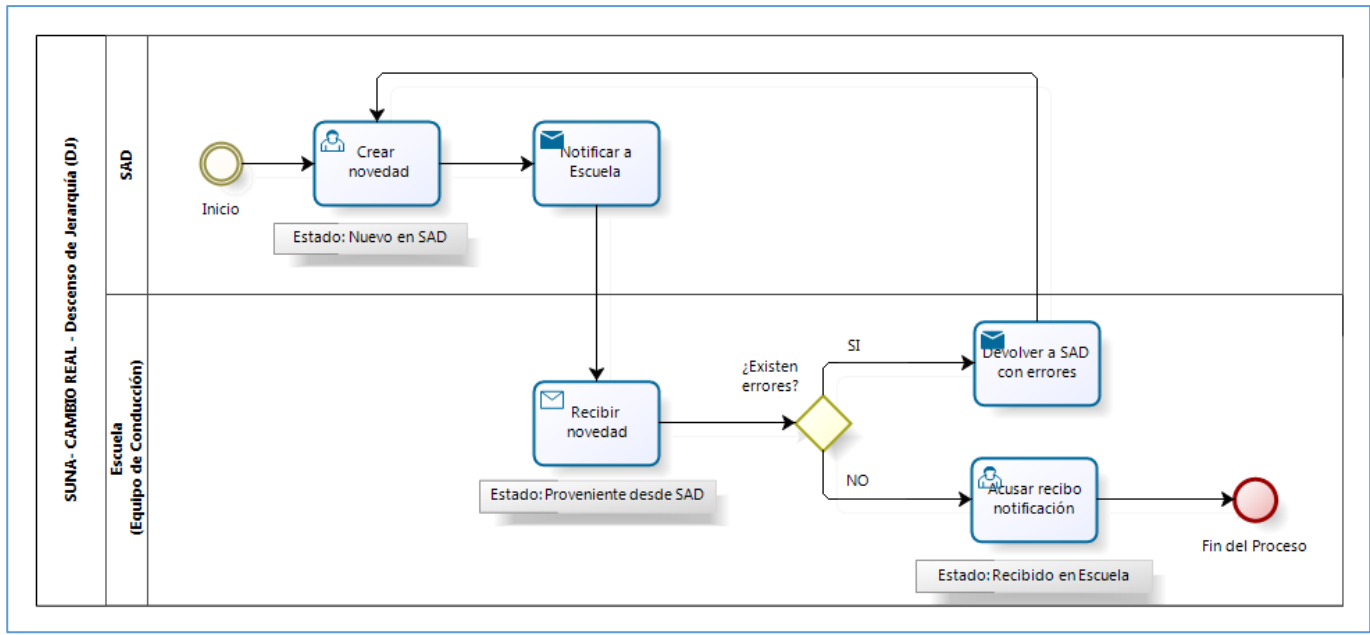 SUNA- CAMBIO REAL - Descenso de Jerarquía (DJ)
SAD
Inicio
Crear
novedad
Estado: Nuevo en SAD
Notificar a
Escuela
Escuela
(Equipo de Conducción)
Recibir
novedad
Estado: Proveniente desde SAD
¿Existen
errores?
SI
Devolver a SAD
con errores
NO
Acusar recibo
notificación
Estado: Recibido en Escuela
Fin del Proceso